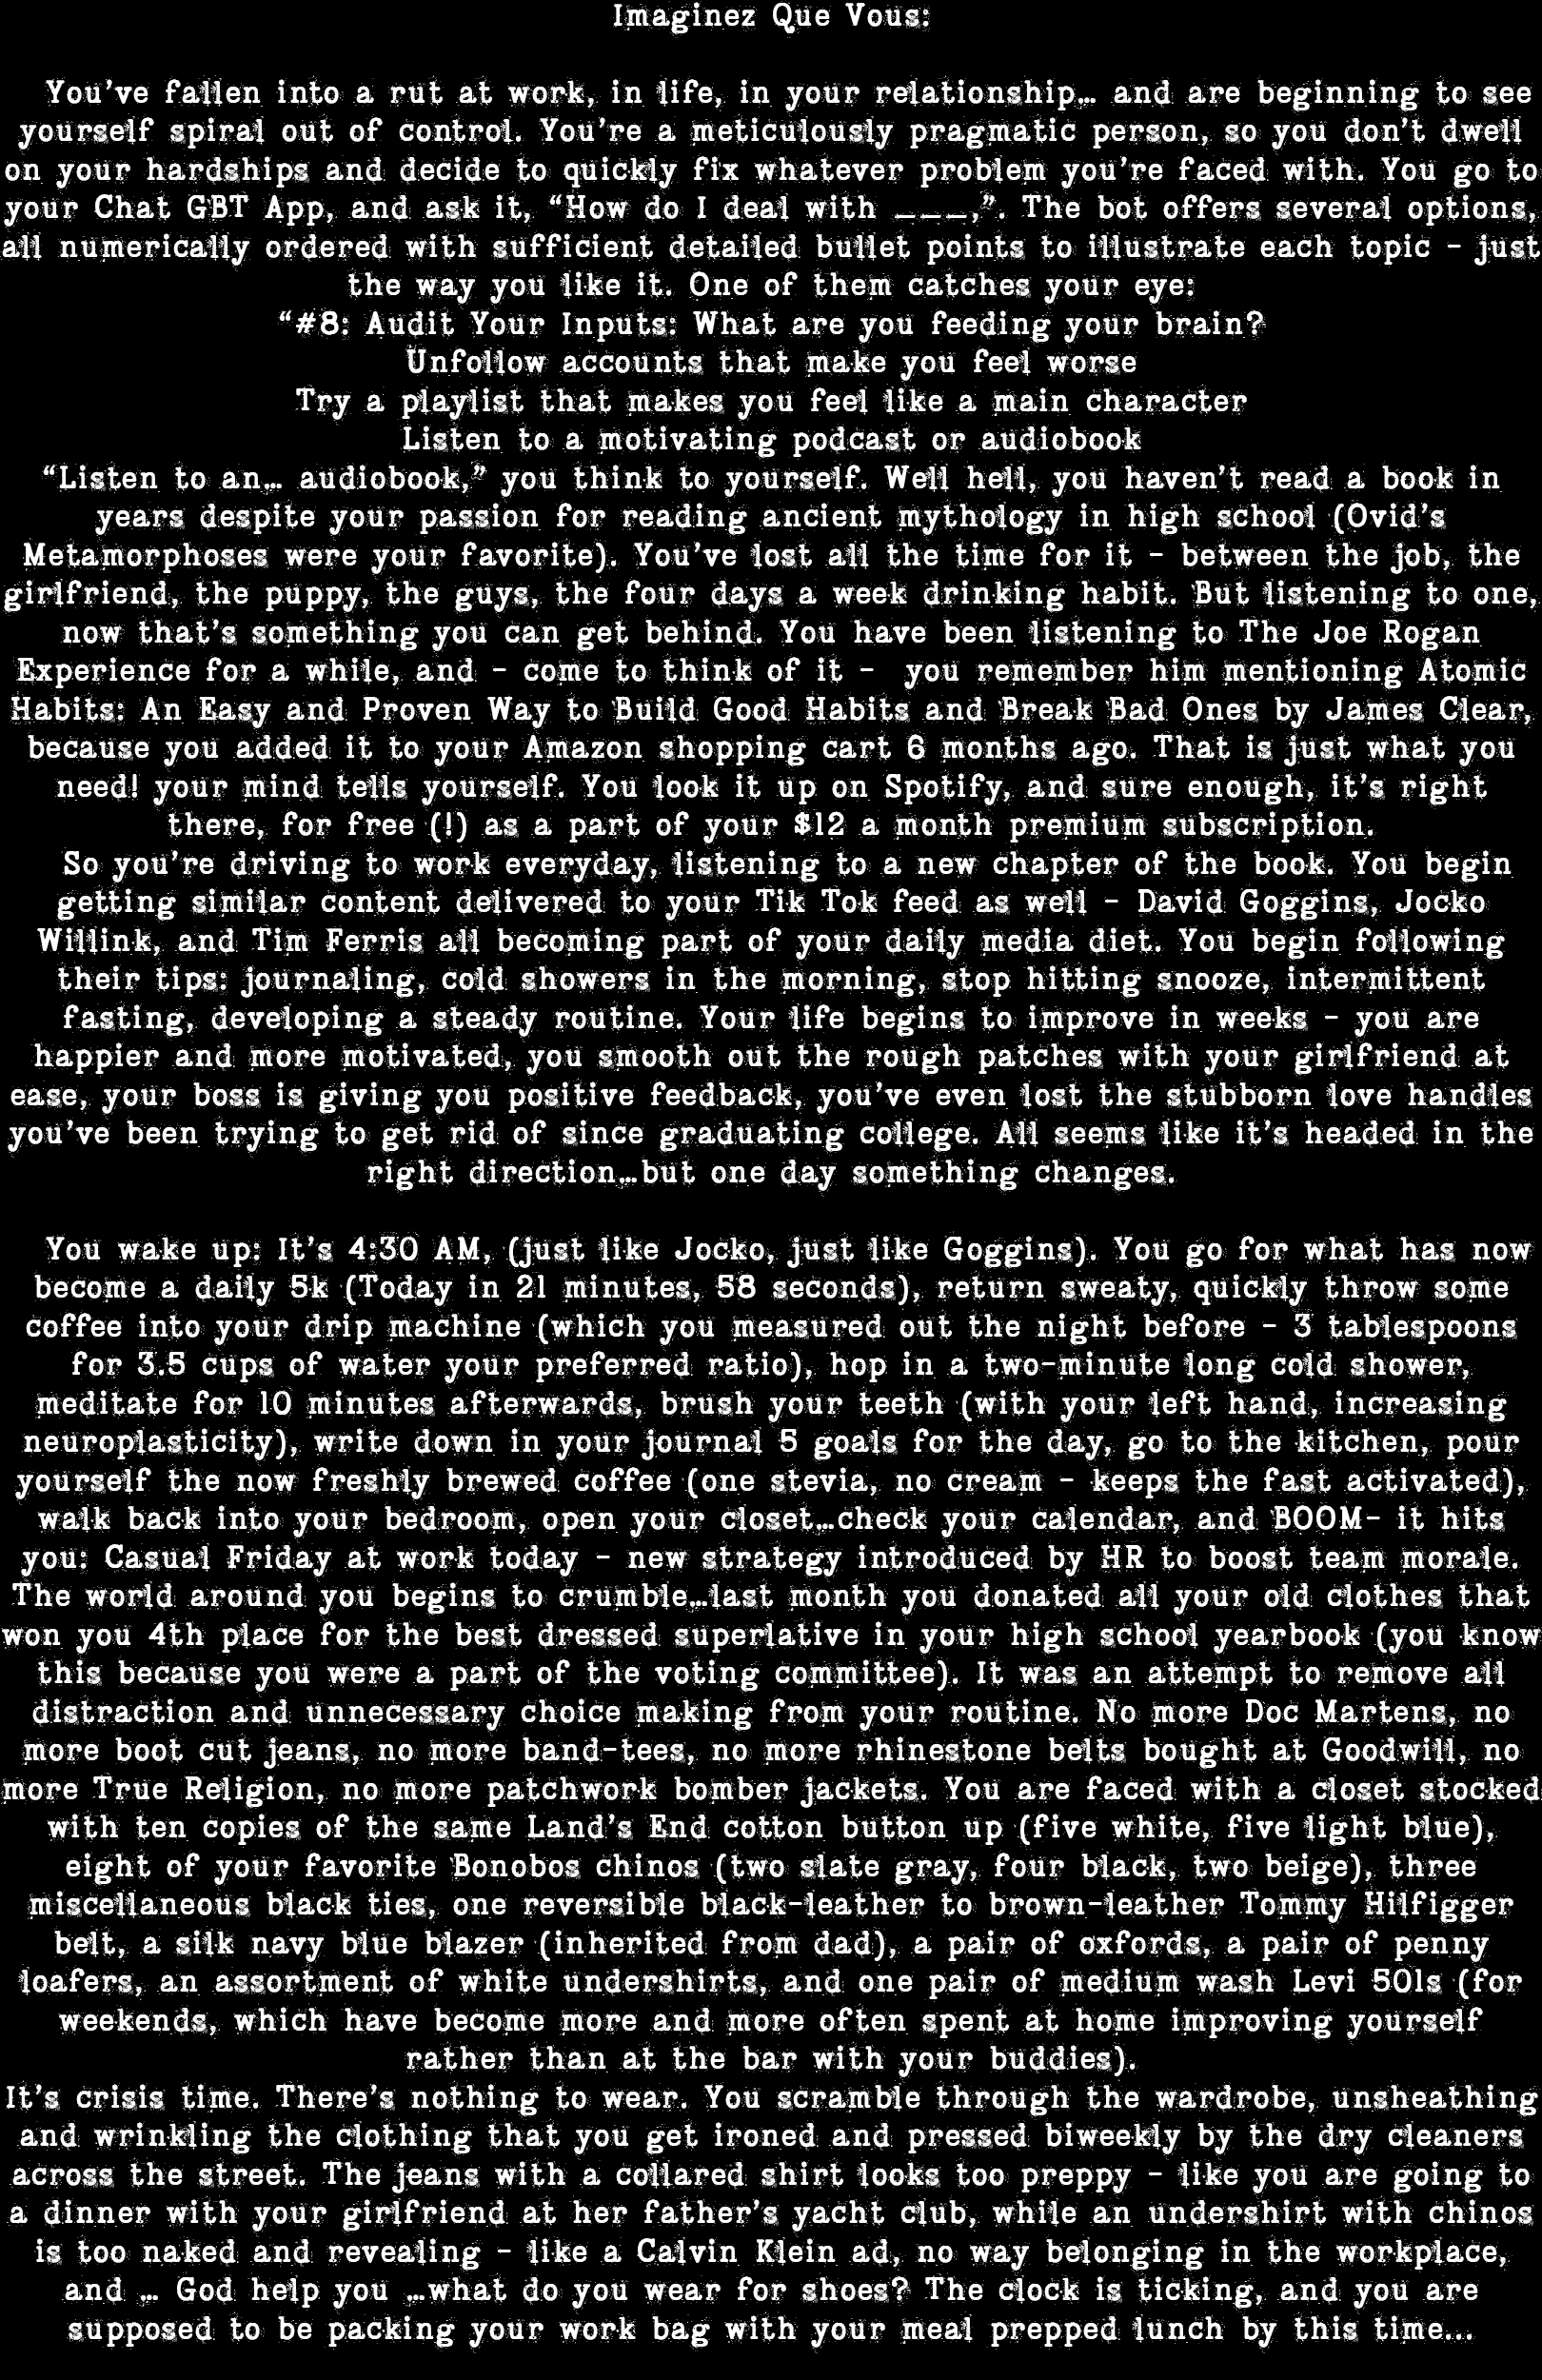 Imaginez Que Vous:
You've fallen into a rut at work, in life, in your relationship… and are beginning to see
yourself spiral out of control. You're a meticulously pragmatic person, so you don't dwell
on your hardships and decide to quickly fix whatever problem you're faced with. You go to
your Chat GBT App, and ask it, “How do I deal with ___,”. The bot offers several options,
all numerically ordered with sufficient detailed bullet points to illustrate each topic - just
the way you like it. One of them catches your eye:
“#8: Audit Your Inputs: What are you feeding your brain?
Unfollow accounts that make you feel worse
Try a playlist that makes you feel like a main character
Listen to a motivating podcast or audiobook
“Listen to an… audiobook,” you think to yourself. Well hell, you haven't read a book in
years despite your passion for reading ancient mythology in high school (Ovid's
Metamorphoses were your favorite). You've lost all the time for it - between the job, the
girlfriend, the puppy, the guys, the four days a week drinking habit. But listening to one,
now that's something you can get behind. You have been listening to The Joe Rogan
Experience for a while, and - come to think of it - you remember him mentioning Atomic
Habits: An Easy and Proven Way to Build Good Habits and Break Bad Ones by James Clear,
because you added it to your Amazon shopping cart 6 months ago. That is just what you
need! your mind tells yourself. You look it up on Spotify, and sure enough, it's right
there, for free (!) as a part of your $12 a month premium subscription.
So you're driving to work everyday, listening to a new chapter of the book. You begin
getting similar content delivered to your Tik Tok feed as well - David Goggins, Jocko
Willink, and Tim Ferris all becoming part of your daily media diet. You begin following
their tips: journaling, cold showers in the morning, stop hitting snooze, intermittent
fasting, developing a steady routine. Your life begins to improve in weeks - you are
happier and more motivated, you smooth out the rough patches with your girlfriend at
ease, your boss is giving you positive feedback, you've even lost the stubborn love handles
you've been trying to get rid of since graduating college. All seems like it's headed in the
right direction…but one day something changes.
You wake up: It's 4:30 AM, (just like Jocko, just like Goggins). You go for what has now
become a daily 5k (Today in 21 minutes, 58 seconds), return sweaty, quickly throw some
coffee into your drip machine (which you measured out the night before - 3 tablespoons
for 3.5 cups of water your preferred ratio), hop in a two-minute long cold shower,
meditate for 10 minutes afterwards, brush your teeth (with your left hand, increasing
neuroplasticity), write down in your journal 5 goals for the day, go to the kitchen, pour
yourself the now freshly brewed coffee (one stevia, no cream - keeps the fast activated),
walk back into your bedroom, open your closet…check your calendar, and BOOM- it hits
you: Casual Friday at work today - new strategy introduced by HR to boost team morale.
The world around you begins to crumble…last month you donated all your old clothes that
won you 4th place for the best dressed superlative in your high school yearbook (you know
this because you were a part of the voting committee). It was an attempt to remove all
distraction and unnecessary choice making from your routine. No more Doc Martens, no
more boot cut jeans, no more band-tees, no more rhinestone belts bought at Goodwill, no
more True Religion, no more patchwork bomber jackets. You are faced with a closet stocked
with ten copies of the same Land's End cotton button up (five white, five light blue),
eight of your favorite Bonobos chinos (two slate gray, four black, two beige), three
miscellaneous black ties, one reversible black-leather to brown-leather Tommy Hilfigger
belt, a silk navy blue blazer (inherited from dad), a pair of oxfords, a pair of penny
loafers, an assortment of white undershirts, and one pair of medium wash Levi 501s (for
weekends, which have become more and more often spent at home improving yourself
rather than at the bar with your buddies).
It's crisis time. There's nothing to wear. You scramble through the wardrobe, unsheathing
and wrinkling the clothing that you get ironed and pressed biweekly by the dry cleaners
across the street. The jeans with a collared shirt looks too preppy - like you are going to
a dinner with your girlfriend at her father's yacht club, while an undershirt with chinos
is too naked and revealing - like a Calvin Klein ad, no way belonging in the workplace,
and … God help you …what do you wear for shoes? The clock is ticking, and you are
supposed to be packing your work bag with your meal prepped lunch by this time...